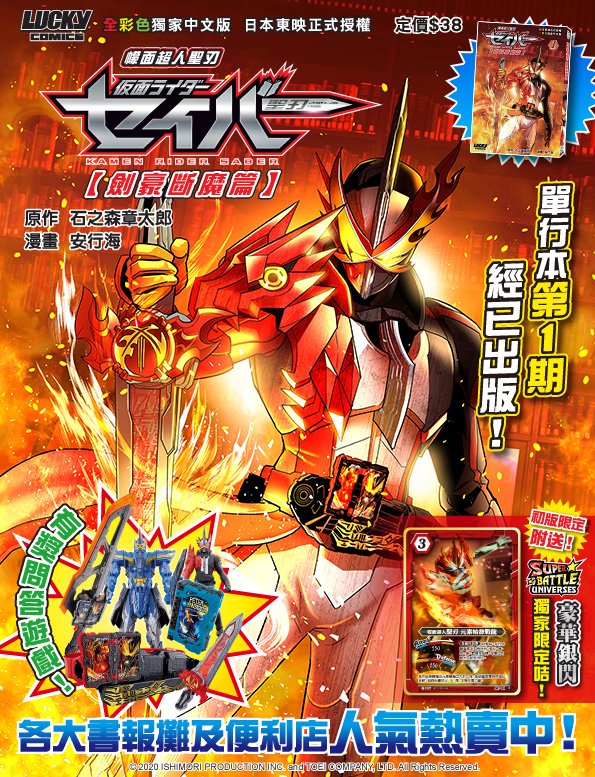 LUCKY
COMICS
全彩色獨家中文版 日本東映正式授權
定價$38
幪面超人聖刃
仮面ライダー
セイバー
聖刃
KAMEN RIDER SABER
【劍豪斷魔篇】
原作 石之森章太郎
漫畫 安行海
單行本第1期
經已出版！
有獎問答遊戲！
初版限定
附送！
SUPER
BATTLE
UNIVERSES
豪華銀閃
獨家限定咭！
3
各大書報攤及便利店人氣熱賣中！
© 2020 ISHIMORI PRODUCTION INC. and TOEI COMPANY, LTD. All Rights Reserved.